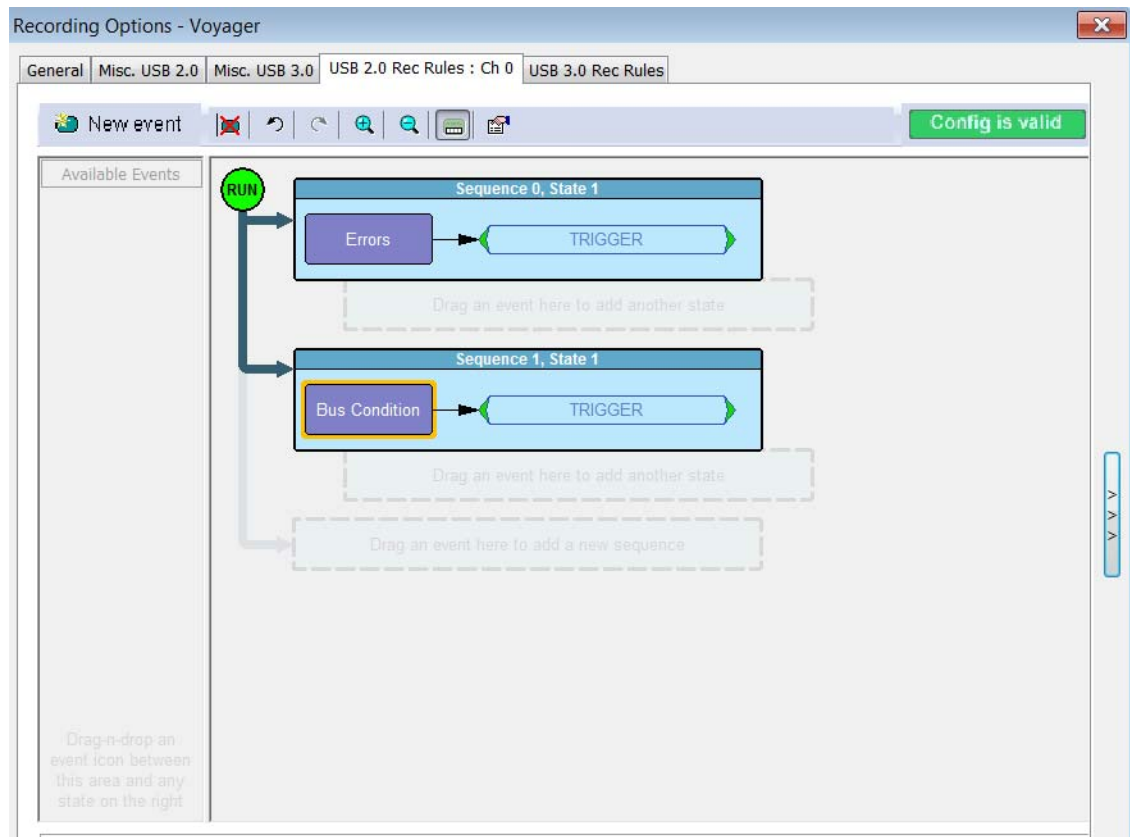 Recording Options - Voyager
General
Misc. USB 2.0
Misc. USB 3.0
USB 2.0 Rec Rules : Ch 0
USB 3.0 Rec Rules
New event
Config is valid
Available Events
RUN
Sequence 0, State 1
Errors
TRIGGER
Drag an event here to add another state
Sequence 1, State 1
Bus Condition
TRIGGER
Drag an event here to add another state
Drag an event here to add a new sequence
>
>
>
Drag-n-drop an
event icon between
this area and any
state on the right